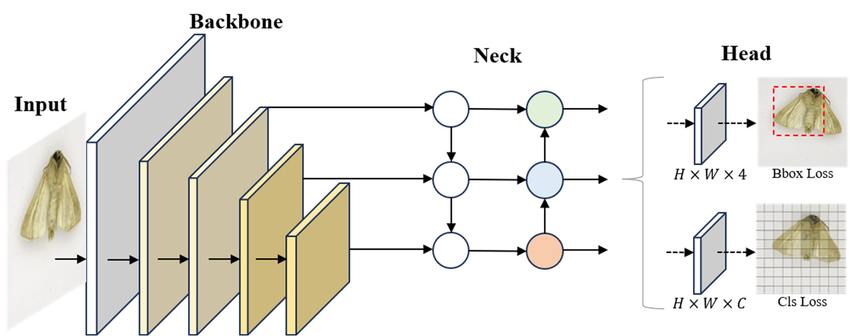 Backbone
Neck
Head
Input
H × W × 4
Bbox Loss
H × W × C
Cls Loss